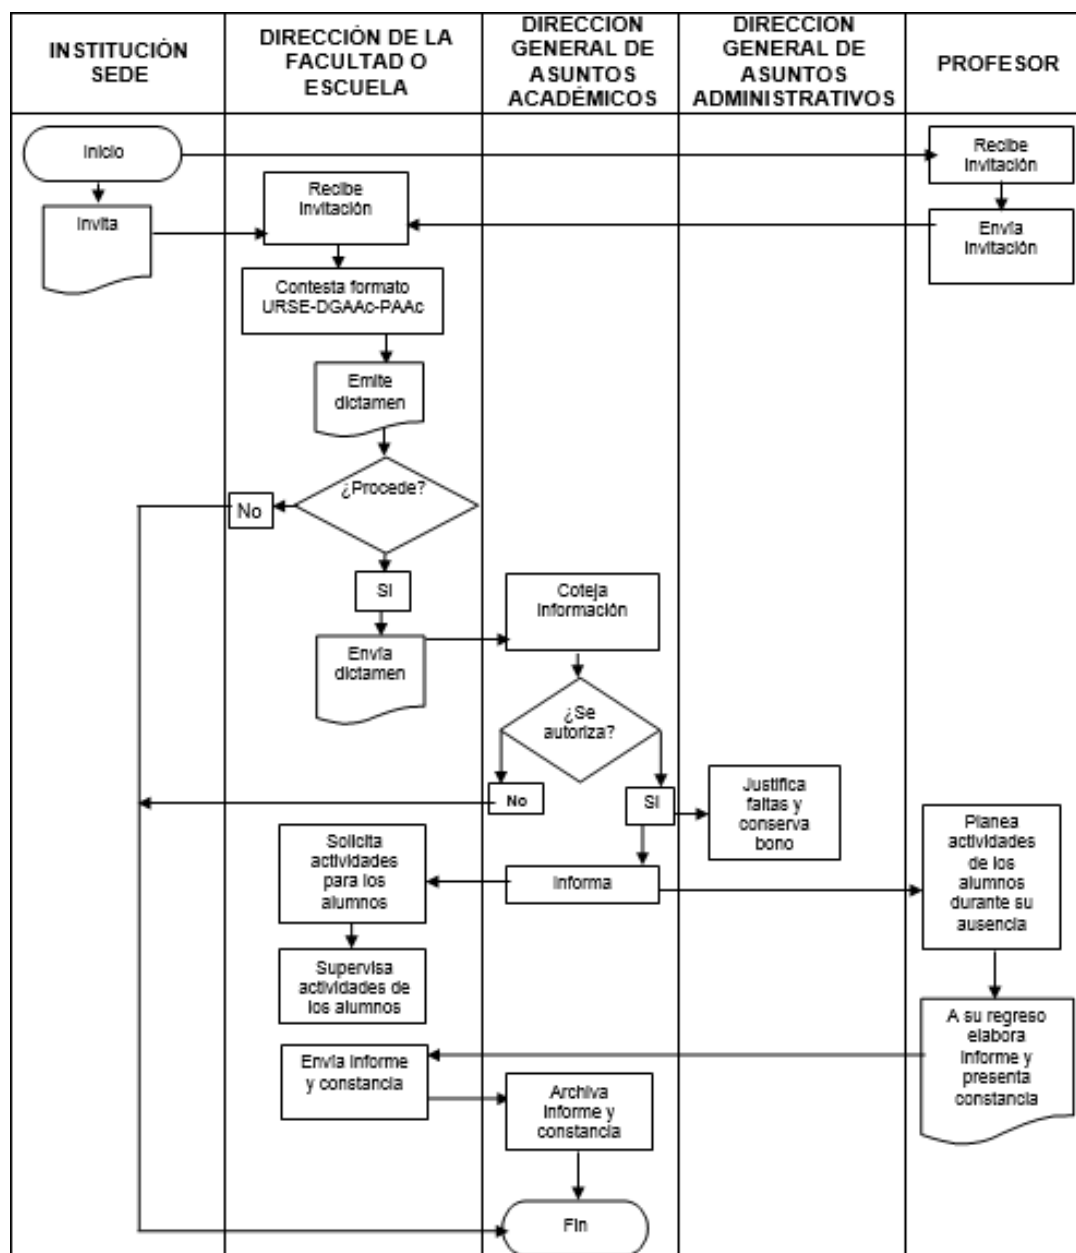 INSTITUCIÓN
SEDE
DIRECCIÓN DE LA
FACULTAD O
ESCUELA
DIRECCION
GENERAL DE
ASUNTOS
ACADÉMICOS
DIRECCION
GENERAL DE
ASUNTOS
ADMINISTRATIVOS
PROFESOR
Inicio
Recibe
Invitación
Invita
Recibe
Invitación
Envía
Invitación
Contesta formato
URSE-DGAAc-PAAc
Emite
dictamen
¿Procede?
No
SI
Coteja
Información
Envía
dictamen
¿Se
autoriza?
No
SI
Justifica
faltas y
conserva
bono
Planea
actividades
de los
alumnos
durante su
ausencia
Solicita
actividades
para los
alumnos
Informa
Supervisa
actividades de
los alumnos
A su regreso
elabora
Informe y
presenta
constancia
Envía Informe
y constancia
Archiva
Informe y
constancia
Fin